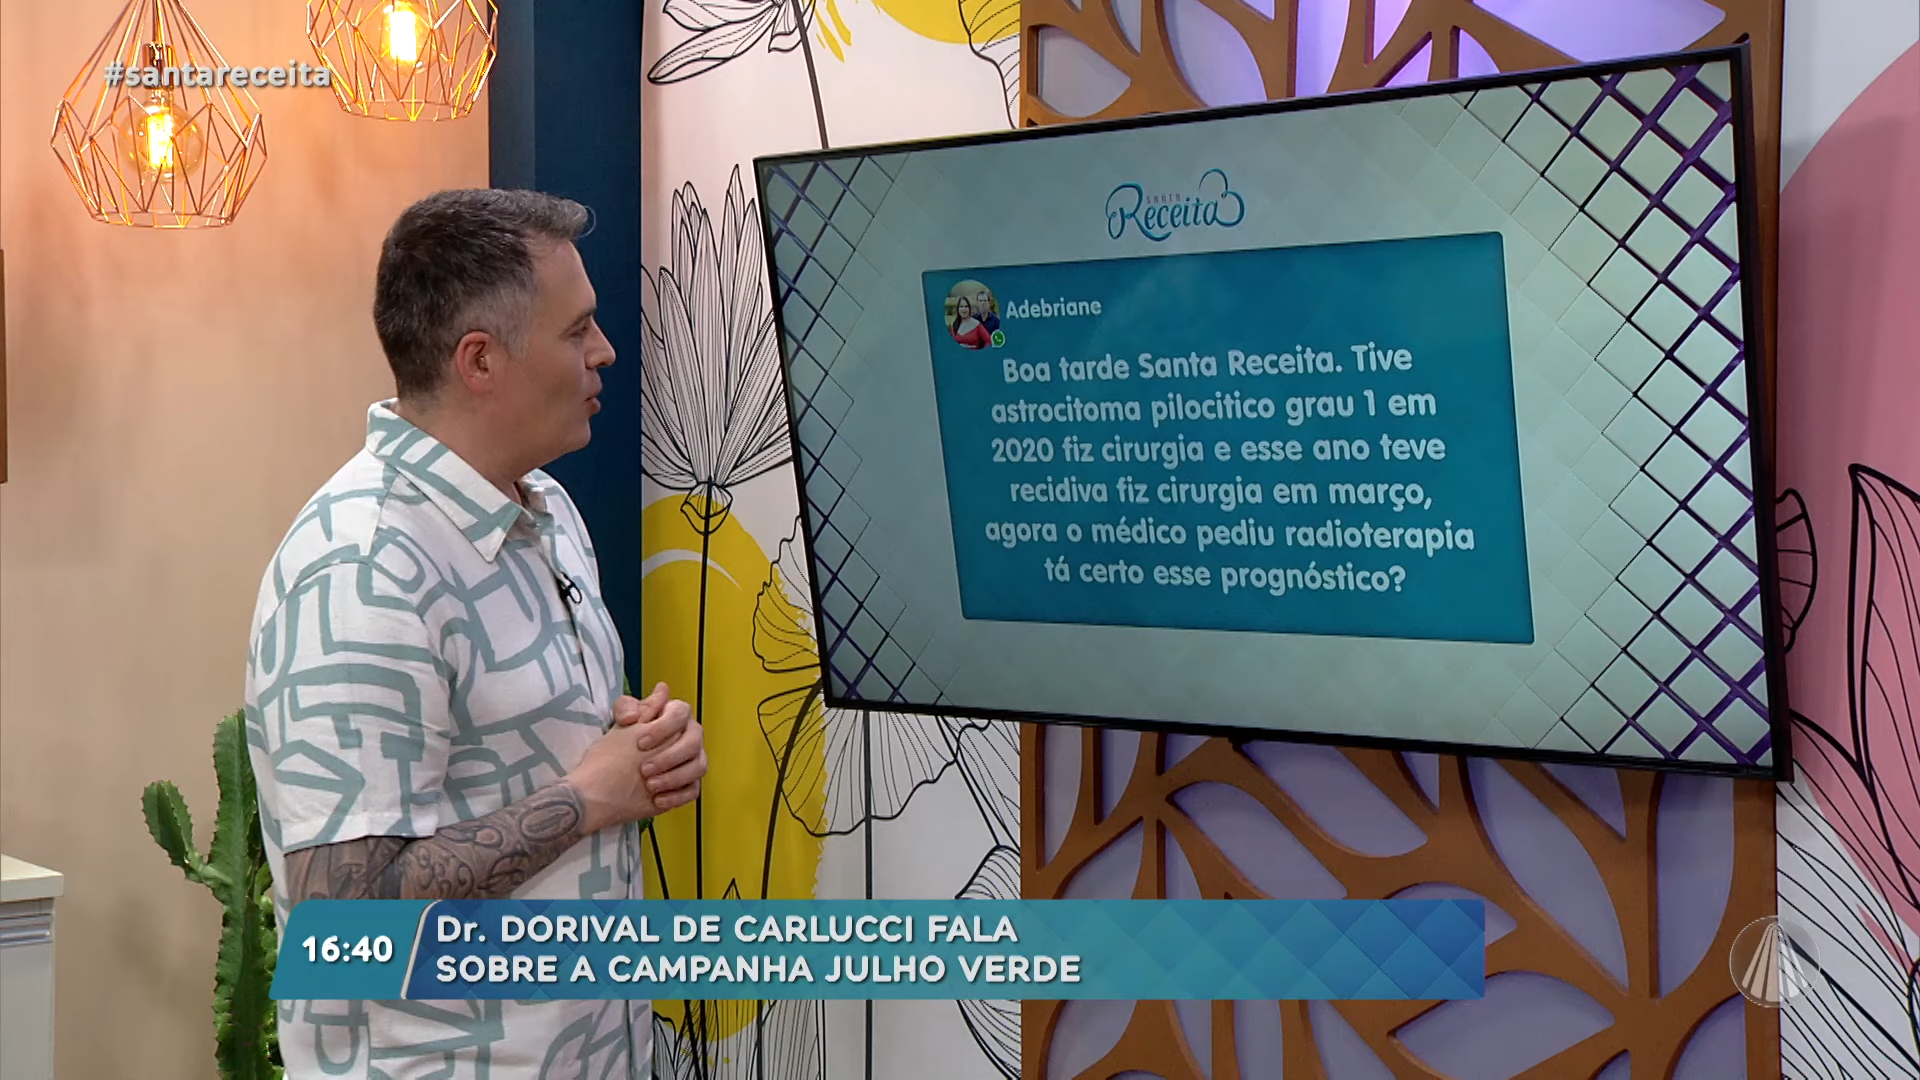 #santareceita
SANTA
Receita
Adebriane
Boa tarde Santa Receita. Tive
astrocitoma pilocitico grau 1 em
2020 fiz cirurgia e esse ano teve
recidiva fiz cirurgia em março,
agora o médico pediu radioterapia
tá certo esse prognóstico?
16:40
Dr. DORIVAL DE CARLUCCI FALA
SOBRE A CAMPANHA JULHO VERDE